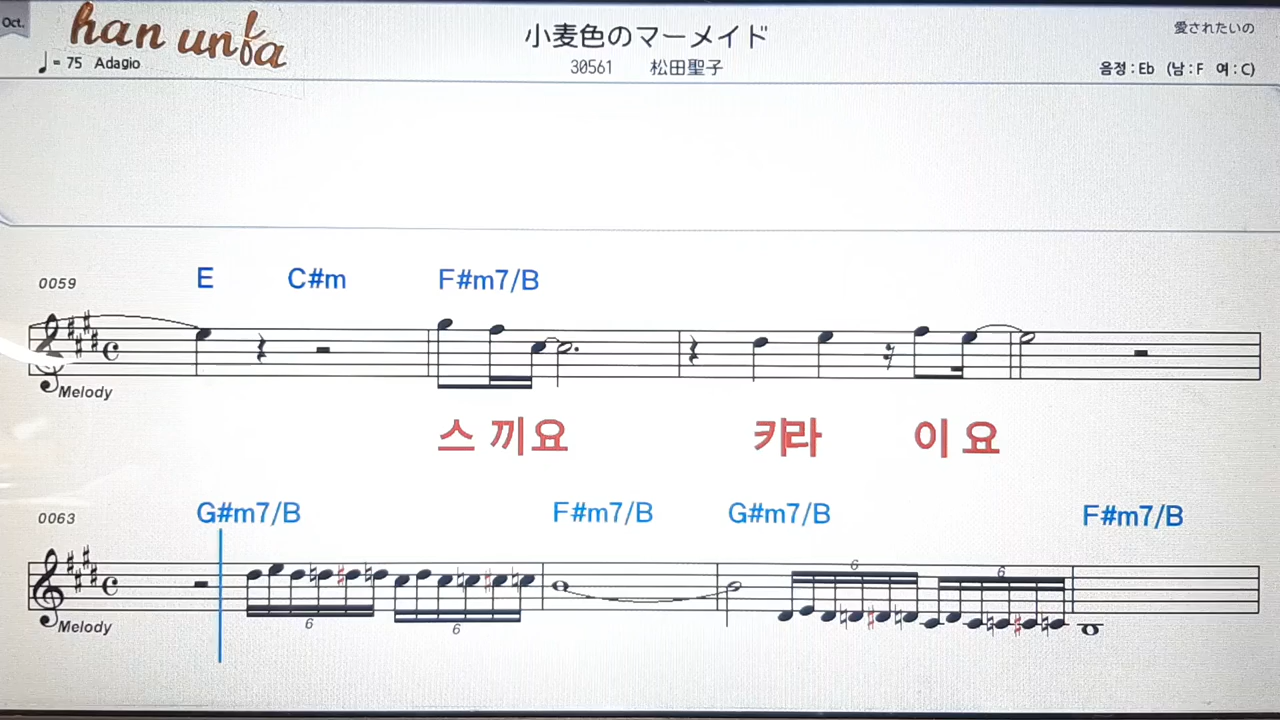 Oct.
han unfa
小麦色のマーメイド
愛されたいの
♩= 75 Adagio
30561 松田聖子
음정 : Eb (남 : F 여 : C)
E C#m F#m7/B
0059
Melody
스 끼 요 키라 이 요
G#m7/B F#m7/B G#m7/B F#m7/B
0063
6 6
6 6
Melody